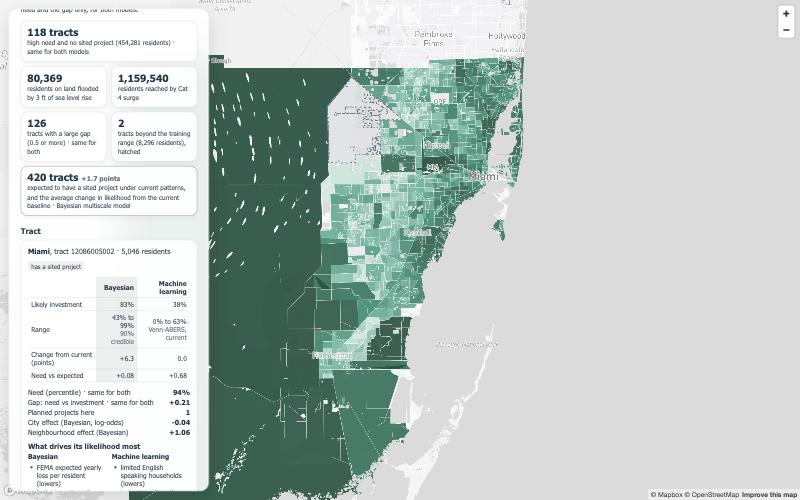 need and the gap only, for both models.
118 tracts
high need and no sited project (454,281 residents) ·
same for both models
80,369
residents on land flooded
by 3 ft of sea level rise
1,159,540
residents reached by Cat
4 surge
126
tracts with a large gap
(0.5 or more) · same for
both
2
tracts beyond the training
range (8,296 residents),
hatched
420 tracts +1.7 points
expected to have a sited project under current patterns,
and the average change in likelihood from the current
baseline · Bayesian multiscale model
Tract
Miami, tract 12086005002 · 5,046 residents
has a sited project
Bayesian Machine learning
Likely investment 83% 38%
Range 43% to 99% 90% credible 0% to 63% Venn-ABERS, current
Change from current (points) +6.3 0.0
Need vs expected +0.08 +0.68
Need (percentile) · same for both 94%
Gap: need vs investment · same for both +0.21
Planned projects here 1
City effect (Bayesian, log-odds) -0.04
Neighbourhood effect (Bayesian) +1.06
What drives its likelihood most
Bayesian Machine learning
• FEMA expected yearly loss per resident (lowers)
• limited English speaking households (lowers)
Pembroke
Pines
Hollywood
Slough
Miami
+
−
© Mapbox © OpenStreetMap Improve this map